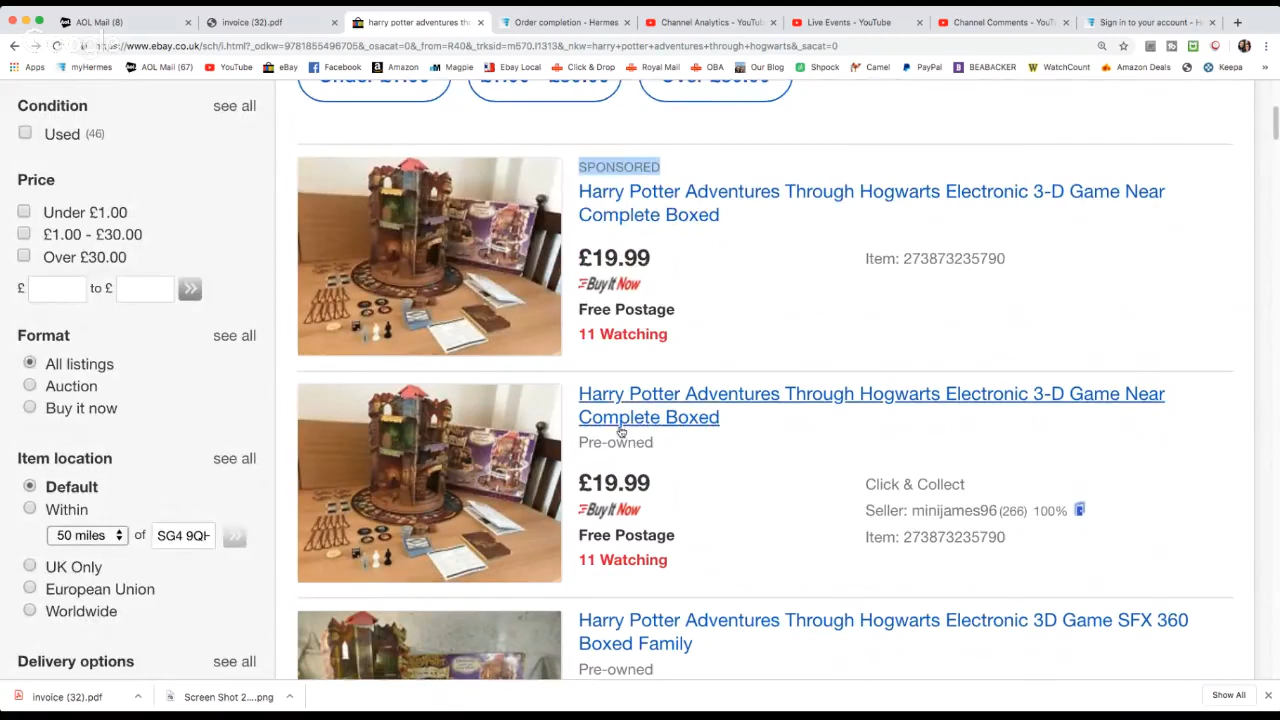 AOL Mail (8)
invoice (32).pdf
harry potter adventures thr
Order completion - Hermes
Channel Analytics - YouTub
Live Events - YouTube
Channel Comments - YouTu
Sign in to your account - H
https://www.ebay.co.uk/sch/i.html?_odkw=9781855496705&_osacat=0&_from=R40&_trksid=m570.l1313&_nkw=harry+potter+adventures+through+hogwarts&_sacat=0
Apps
myHermes
AOL Mail (67)
YouTube
eBay
Facebook
Amazon
Magpie
Ebay Local
Click & Drop
Royal Mail
OBA
Our Blog
Shpock
Camel
PayPal
BEABACKER
WatchCount
Amazon Deals
Keepa
Condition see all
Used (46)
Price
Under £1.00
£1.00 - £30.00
Over £30.00
£ to £
Format see all
All listings
Auction
Buy it now
Item location see all
Default
Within
50 miles of SG4 9QH
UK Only
European Union
Worldwide
Delivery options see all
SPONSORED
Harry Potter Adventures Through Hogwarts Electronic 3-D Game Near
Complete Boxed
£19.99
Item: 273873235790
Buy It Now
Free Postage
11 Watching
Harry Potter Adventures Through Hogwarts Electronic 3-D Game Near
Complete Boxed
Pre-owned
£19.99
Click & Collect
Buy It Now
Seller: minijames96 (266) 100%
Free Postage
Item: 273873235790
11 Watching
Harry Potter Adventures Through Hogwarts Electronic 3D Game SFX 360
Boxed Family
Pre-owned
invoice (32).pdf
Screen Shot 2....png
Show All